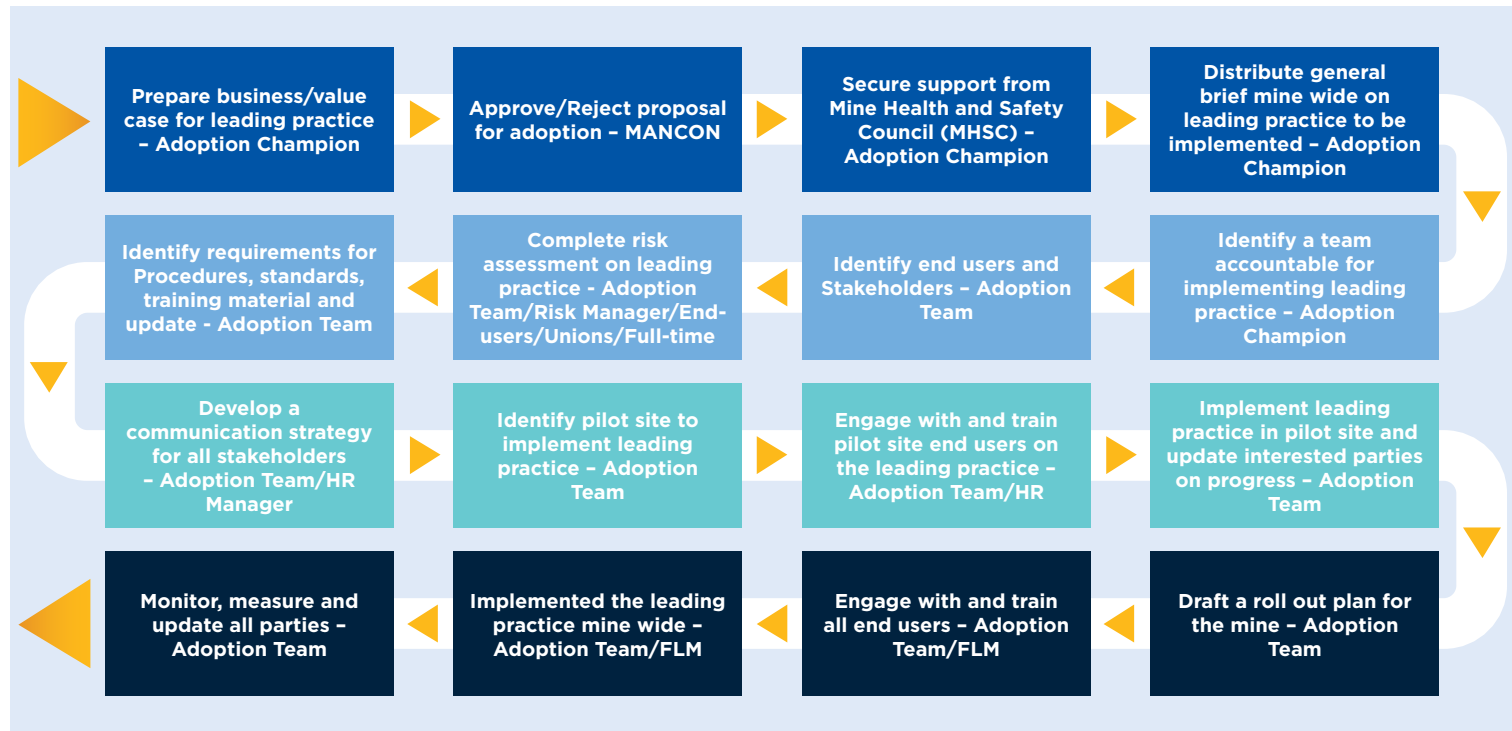 Prepare business/value
case for leading practice
– Adoption Champion
Approve/Reject proposal
for adoption – MANCON
Secure support from
Mine Health and Safety
Council (MHSC) –
Adoption Champion
Distribute general
brief mine wide on
leading practice to be
implemented – Adoption
Champion
Identify a team
accountable for
implementing leading
practice – Adoption
Champion
Identify end users and
Stakeholders – Adoption
Team
Complete risk
assessment on leading
practice - Adoption
Team/Risk Manager/End-
users/Unions/Full-time
Identify requirements for
Procedures, standards,
training material and
update - Adoption Team
Develop a
communication strategy
for all stakeholders
– Adoption Team/HR
Manager
Identify pilot site to
implement leading
practice – Adoption
Team
Engage with and train
pilot site end users on
the leading practice –
Adoption Team/HR
Implement leading
practice in pilot site and
update interested parties
on progress – Adoption
Team
Draft a roll out plan for
the mine – Adoption
Team
Engage with and train
all end users – Adoption
Team/FLM
Implemented the leading
practice mine wide –
Adoption Team/FLM
Monitor, measure and
update all parties –
Adoption Team